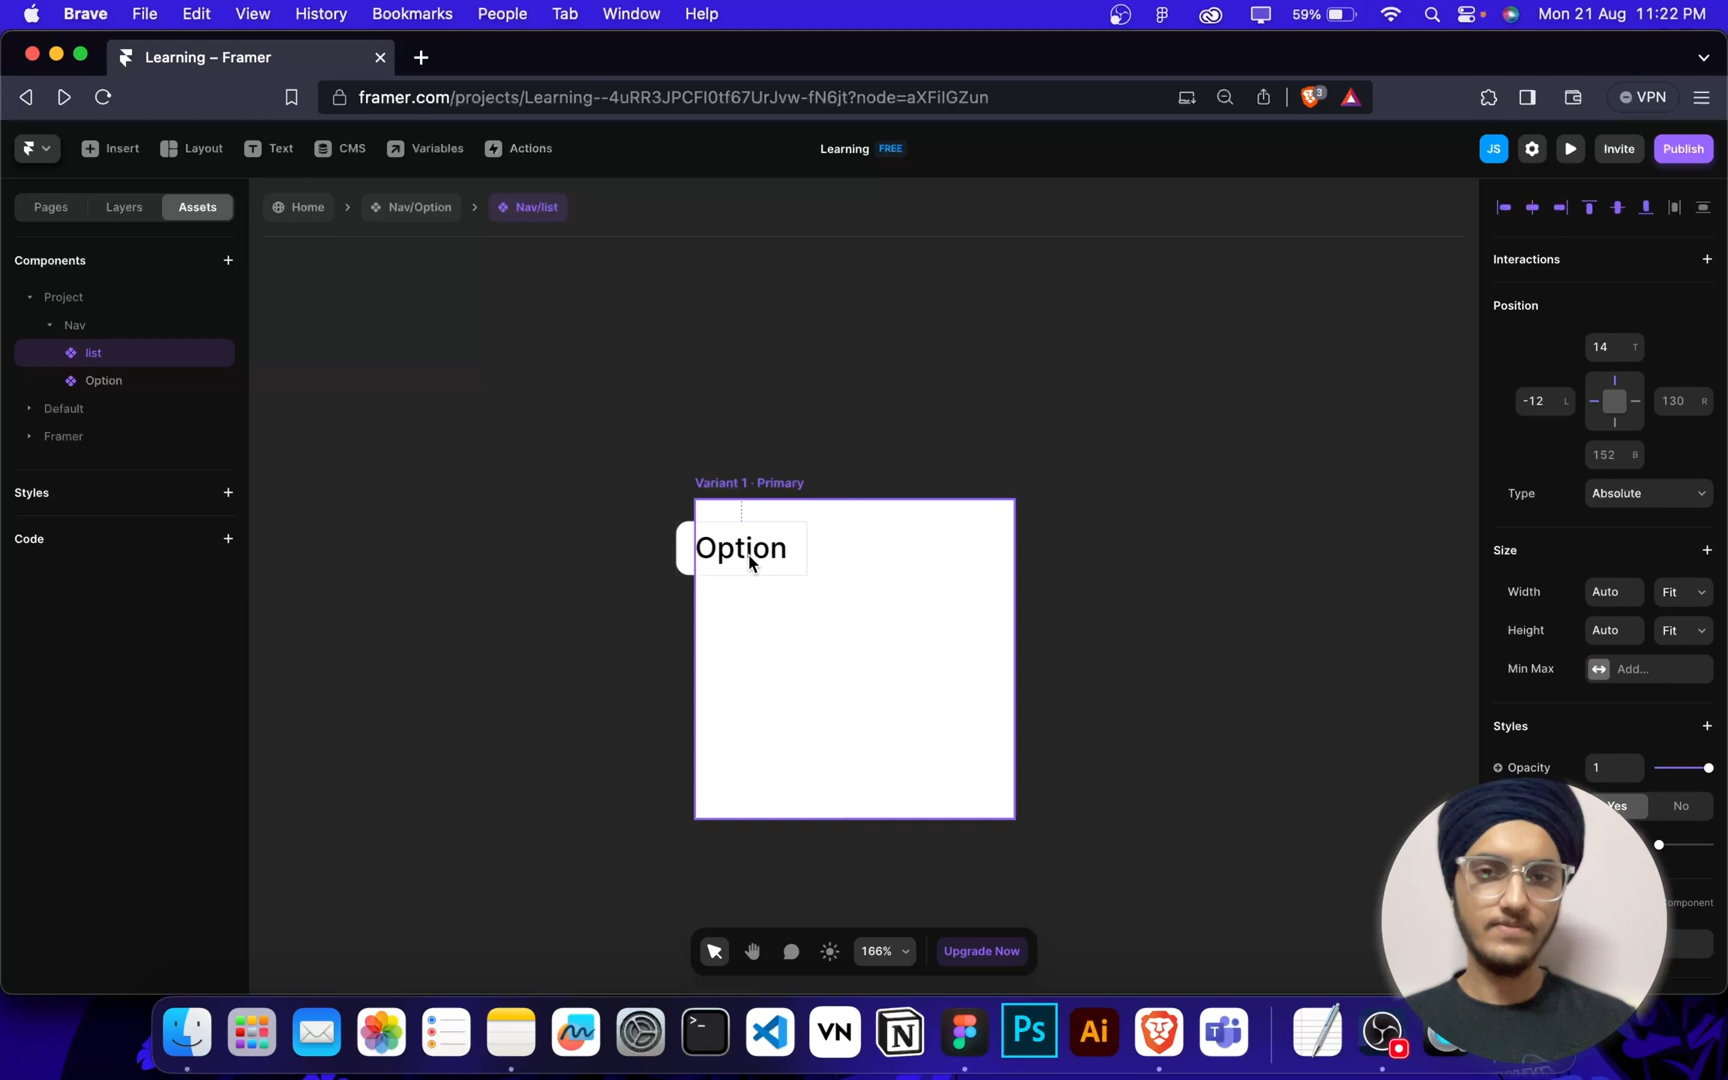 Brave File Edit View History Bookmarks People Tab Window Help 59% Mon 21 Aug 11:22 PM
Learning – Framer
framer.com/projects/Learning--4uRR3JPCFI0tf67UrJvw-fN6jt?node=aXFilGZun 3 VPN
Insert Layout Text CMS Variables Actions Learning FREE JS Invite Publish
Pages Layers Assets
Home Nav/Option Nav/list
Components
Project
Nav
list
Option
Default
Framer
Styles
Code
Variant 1 · Primary
Option
166% Upgrade Now
Interactions
Position
14 T
-12 L
130 R
152 B
Type Absolute
Size
Width Auto Fit
Height Auto Fit
Min Max Add...
Styles
Opacity 1
Yes No
VN
N
Ps
Ai